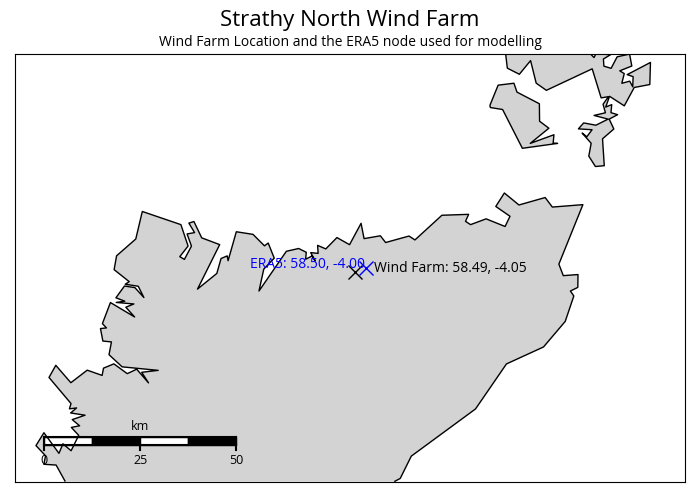 Strathy North Wind Farm
Wind Farm Location and the ERA5 node used for modelling
ERA5: 58.50, -4.00
Wind Farm: 58.49, -4.05
km
0 25 50